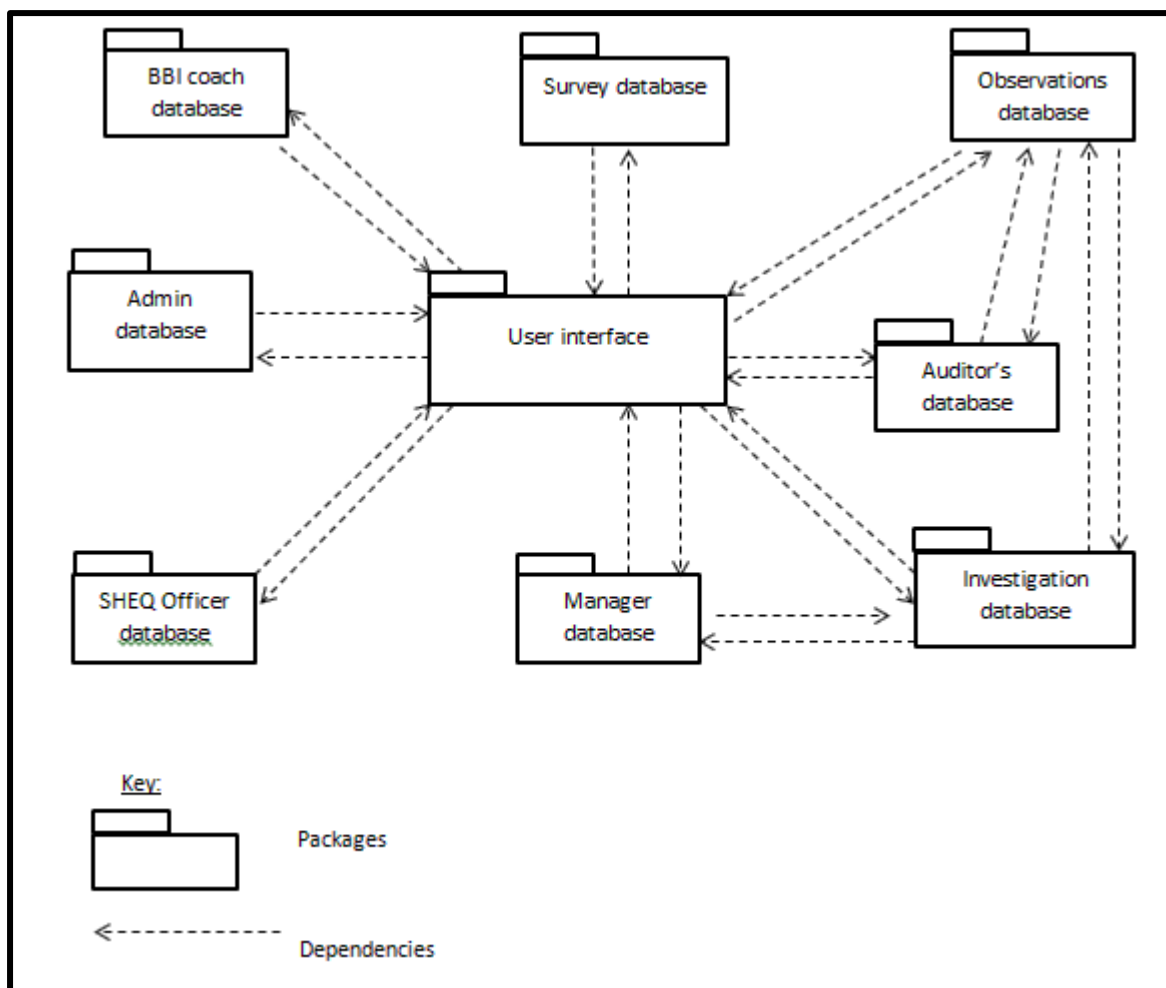 BBI coach
database
Survey database
Observations
database
Admin
database
User interface
Auditor's
database
SHEQ Officer
database
Manager
database
Investigation
database
Key:
Packages
Dependencies